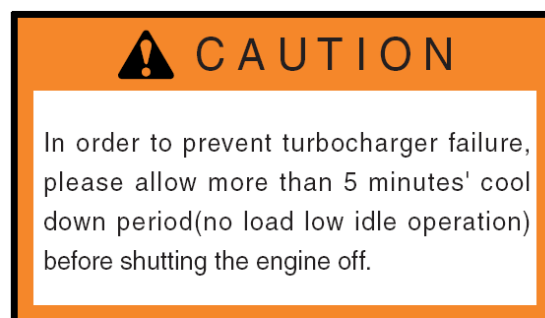 CAUTION
In order to prevent turbocharger failure,
please allow more than 5 minutes' cool
down period(no load low idle operation)
before shutting the engine off.